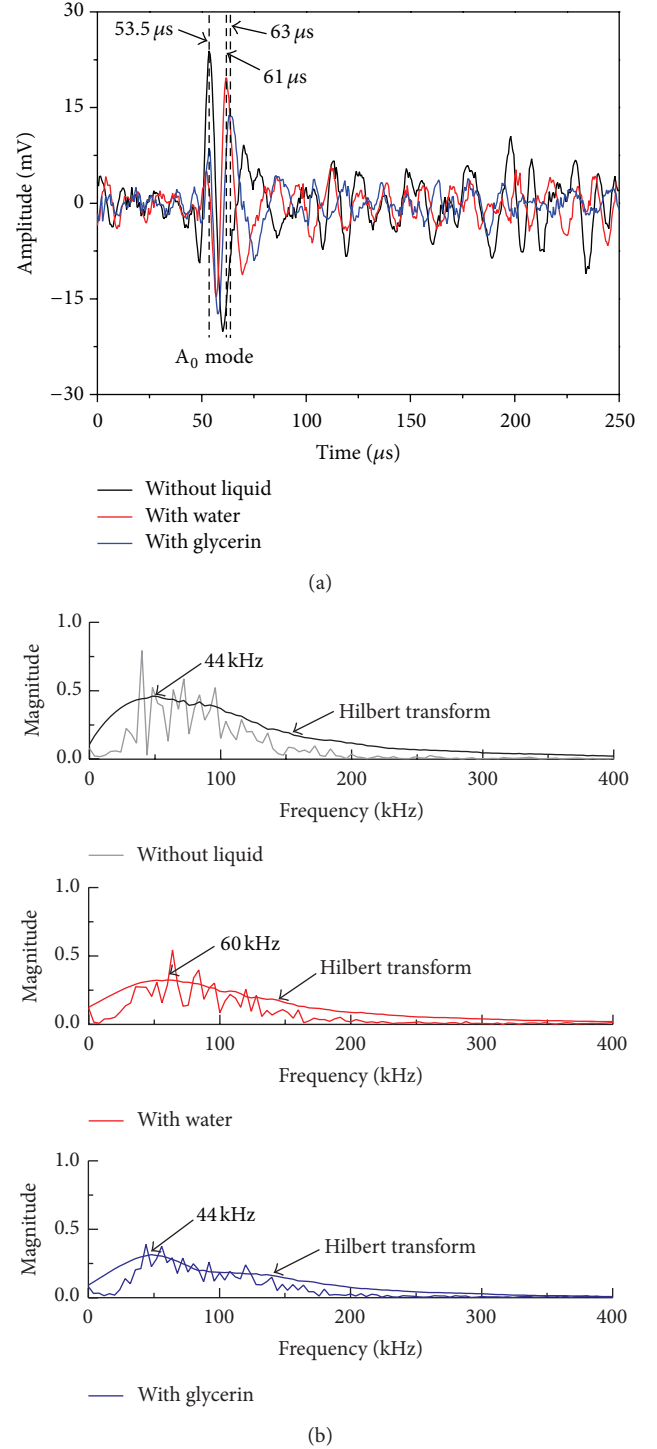 30
53.5 μs
63 μs
61 μs
15
0
−15
−30
Amplitude (mV)
A0 mode
0 50 100 150 200 250
Time (μs)
Without liquid
With water
With glycerin
(a)
1.0
0.5
0.0
Magnitude
44 kHz
Hilbert transform
0 100 200 300 400
Frequency (kHz)
Without liquid
1.0
0.5
0.0
Magnitude
60 kHz
Hilbert transform
0 100 200 300 400
Frequency (kHz)
With water
1.0
0.5
0.0
Magnitude
44 kHz
Hilbert transform
0 100 200 300 400
Frequency (kHz)
With glycerin
(b)